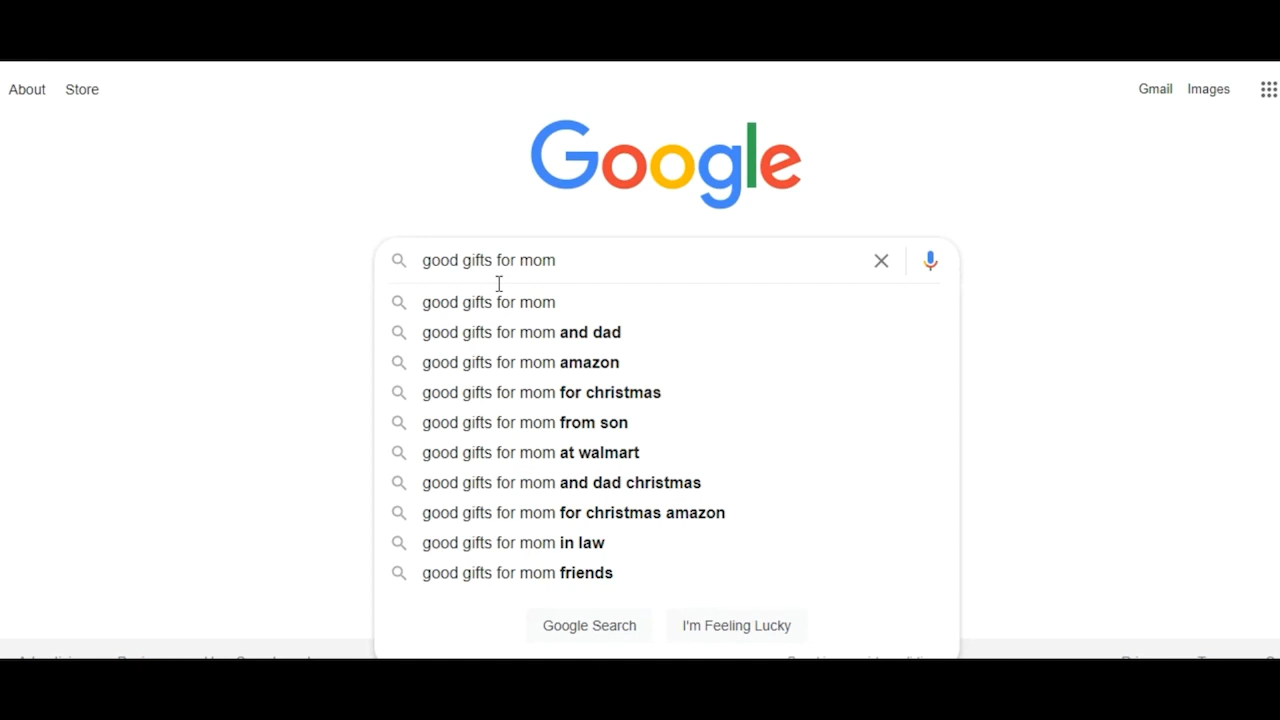 About Store
Gmail Images
Google
good gifts for mom
good gifts for mom
good gifts for mom and dad
good gifts for mom amazon
good gifts for mom for christmas
good gifts for mom from son
good gifts for mom at walmart
good gifts for mom and dad christmas
good gifts for mom for christmas amazon
good gifts for mom in law
good gifts for mom friends
Google Search I'm Feeling Lucky